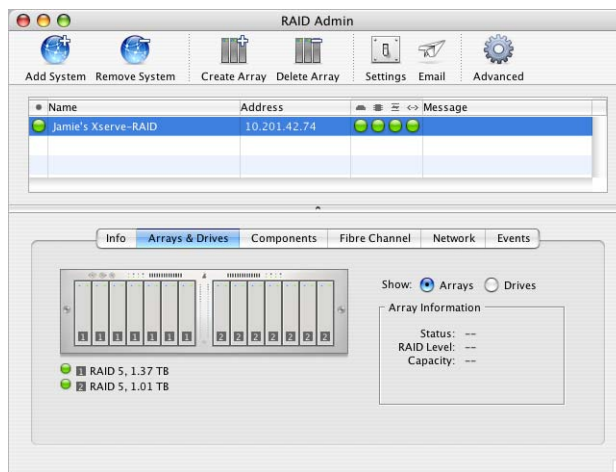 RAID Admin
Add System Remove System Create Array Delete Array Settings Email Advanced
Name Address Message
Jamie's Xserve-RAID 10.201.42.74
Info Arrays & Drives Components Fibre Channel Network Events
Show: Arrays Drives
Array Information
Status: --
RAID Level: --
Capacity: --
1 1 1 1 1 1 1 2 2 2 2 2 2 2
1 RAID 5, 1.37 TB
2 RAID 5, 1.01 TB